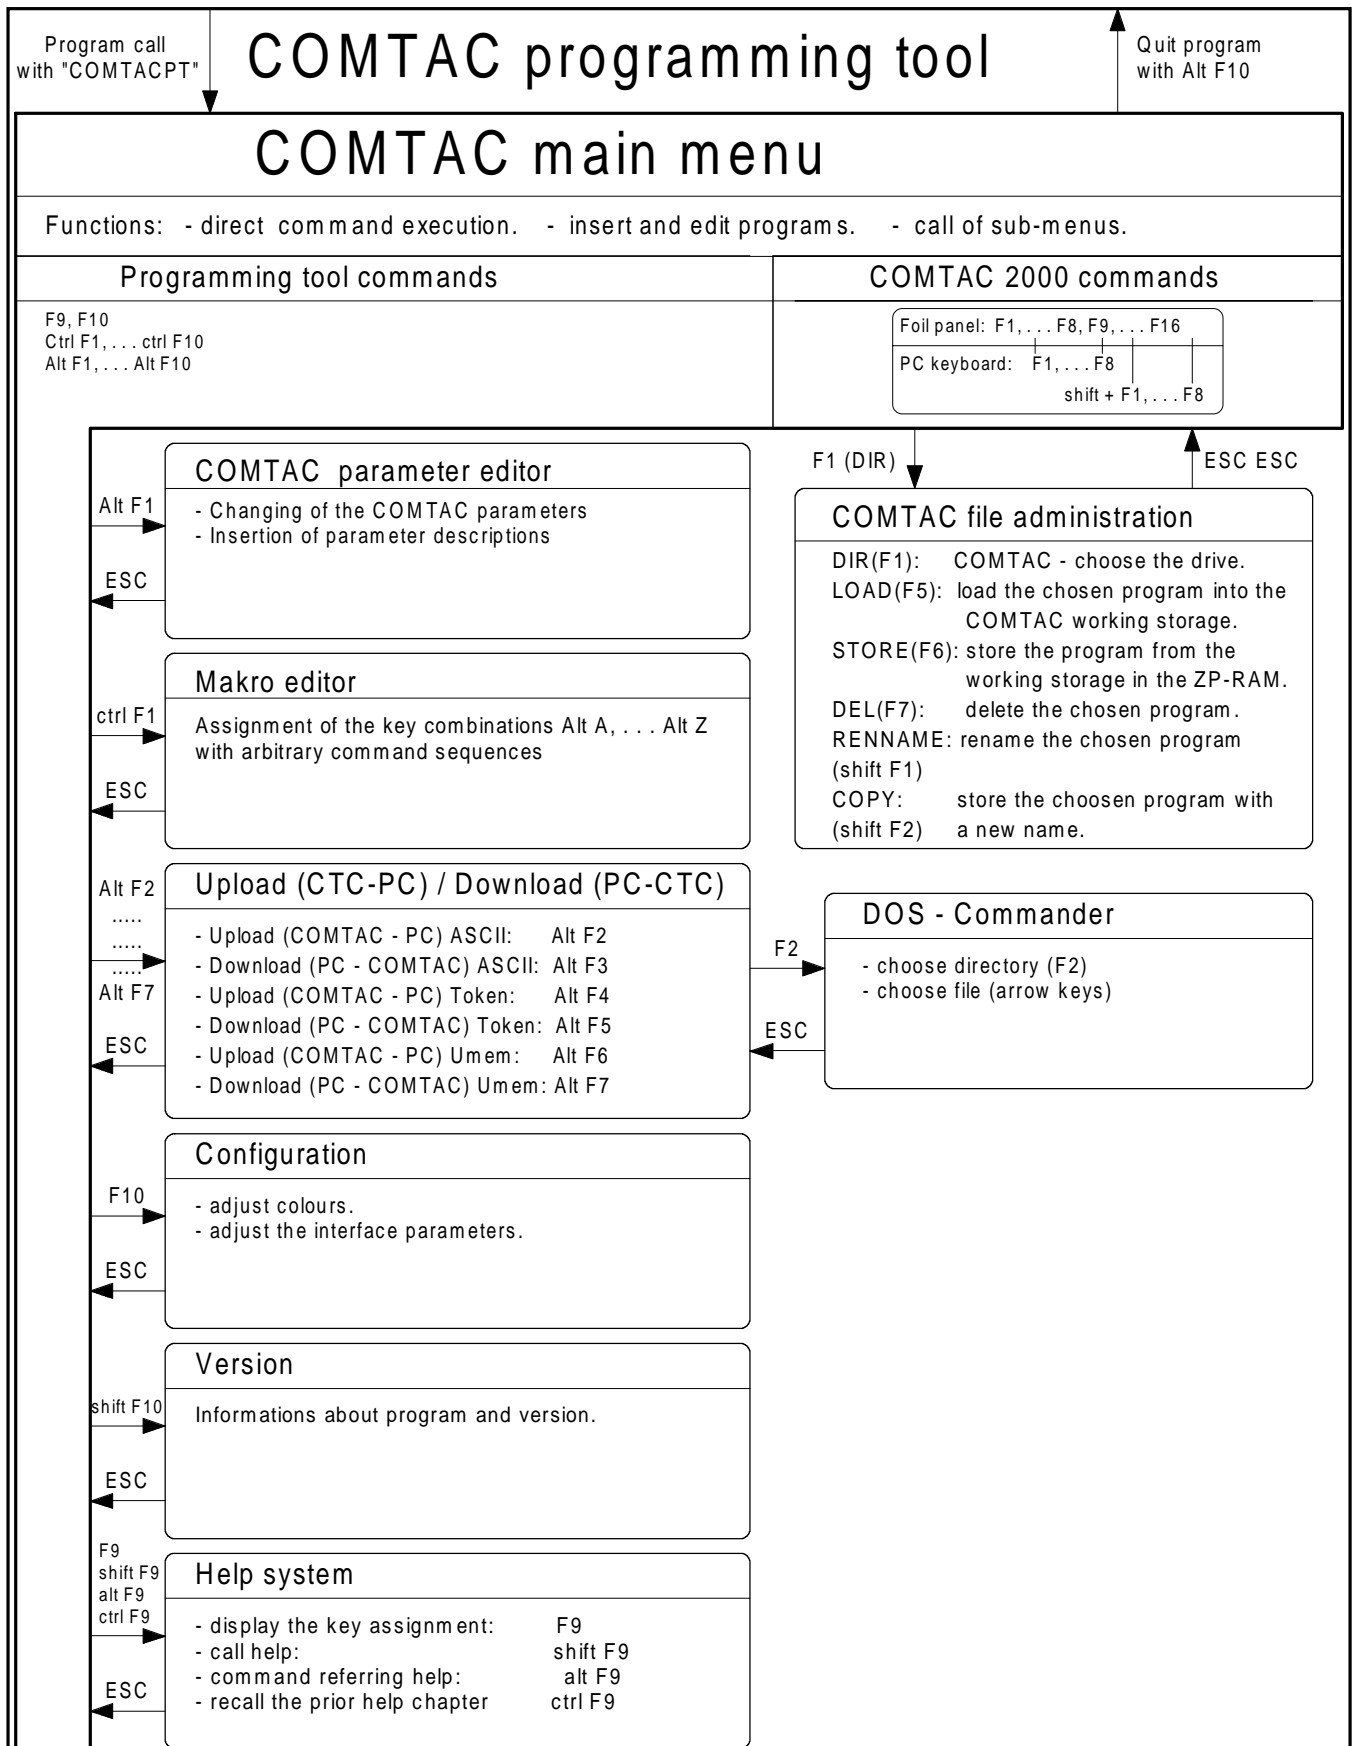 Program call
with "COMTACPT"
COMTAC programming tool
Quit program
with Alt F10
COMTAC main menu
Functions: - direct command execution. - insert and edit programs. - call of sub-menus.
Programming tool commands
F9, F10
Ctrl F1, . . . ctrl F10
Alt F1, . . . Alt F10
COMTAC 2000 commands
Foil panel: F1, . . . F8, F9, . . . F16
PC keyboard: F1, . . . F8
shift + F1, . . . F8
Alt F1
ESC
COMTAC parameter editor
- Changing of the COMTAC parameters
- Insertion of parameter descriptions
F1 (DIR)
ESC ESC
COMTAC file administration
DIR(F1): COMTAC - choose the drive.
LOAD(F5): load the chosen program into the
COMTAC working storage.
STORE(F6): store the program from the
working storage in the ZP-RAM.
DEL(F7): delete the chosen program.
RENNAME: rename the chosen program
(shift F1)
COPY: store the choosen program with
(shift F2) a new name.
ctrl F1
ESC
Makro editor
Assignment of the key combinations Alt A, . . . Alt Z
with arbitrary command sequences
Alt F2
.....
.....
.....
Alt F7
ESC
Upload (CTC-PC) / Download (PC-CTC)
- Upload (COMTAC - PC) ASCII: Alt F2
- Download (PC - COMTAC) ASCII: Alt F3
- Upload (COMTAC - PC) Token: Alt F4
- Download (PC - COMTAC) Token: Alt F5
- Upload (COMTAC - PC) Umem: Alt F6
- Download (PC - COMTAC) Umem: Alt F7
F2
ESC
DOS - Commander
- choose directory (F2)
- choose file (arrow keys)
F10
ESC
Configuration
- adjust colours.
- adjust the interface parameters.
shift F10
ESC
Version
Informations about program and version.
F9
shift F9
alt F9
ctrl F9
ESC
Help system
- display the key assignment: F9
- call help: shift F9
- command referring help: alt F9
- recall the prior help chapter ctrl F9